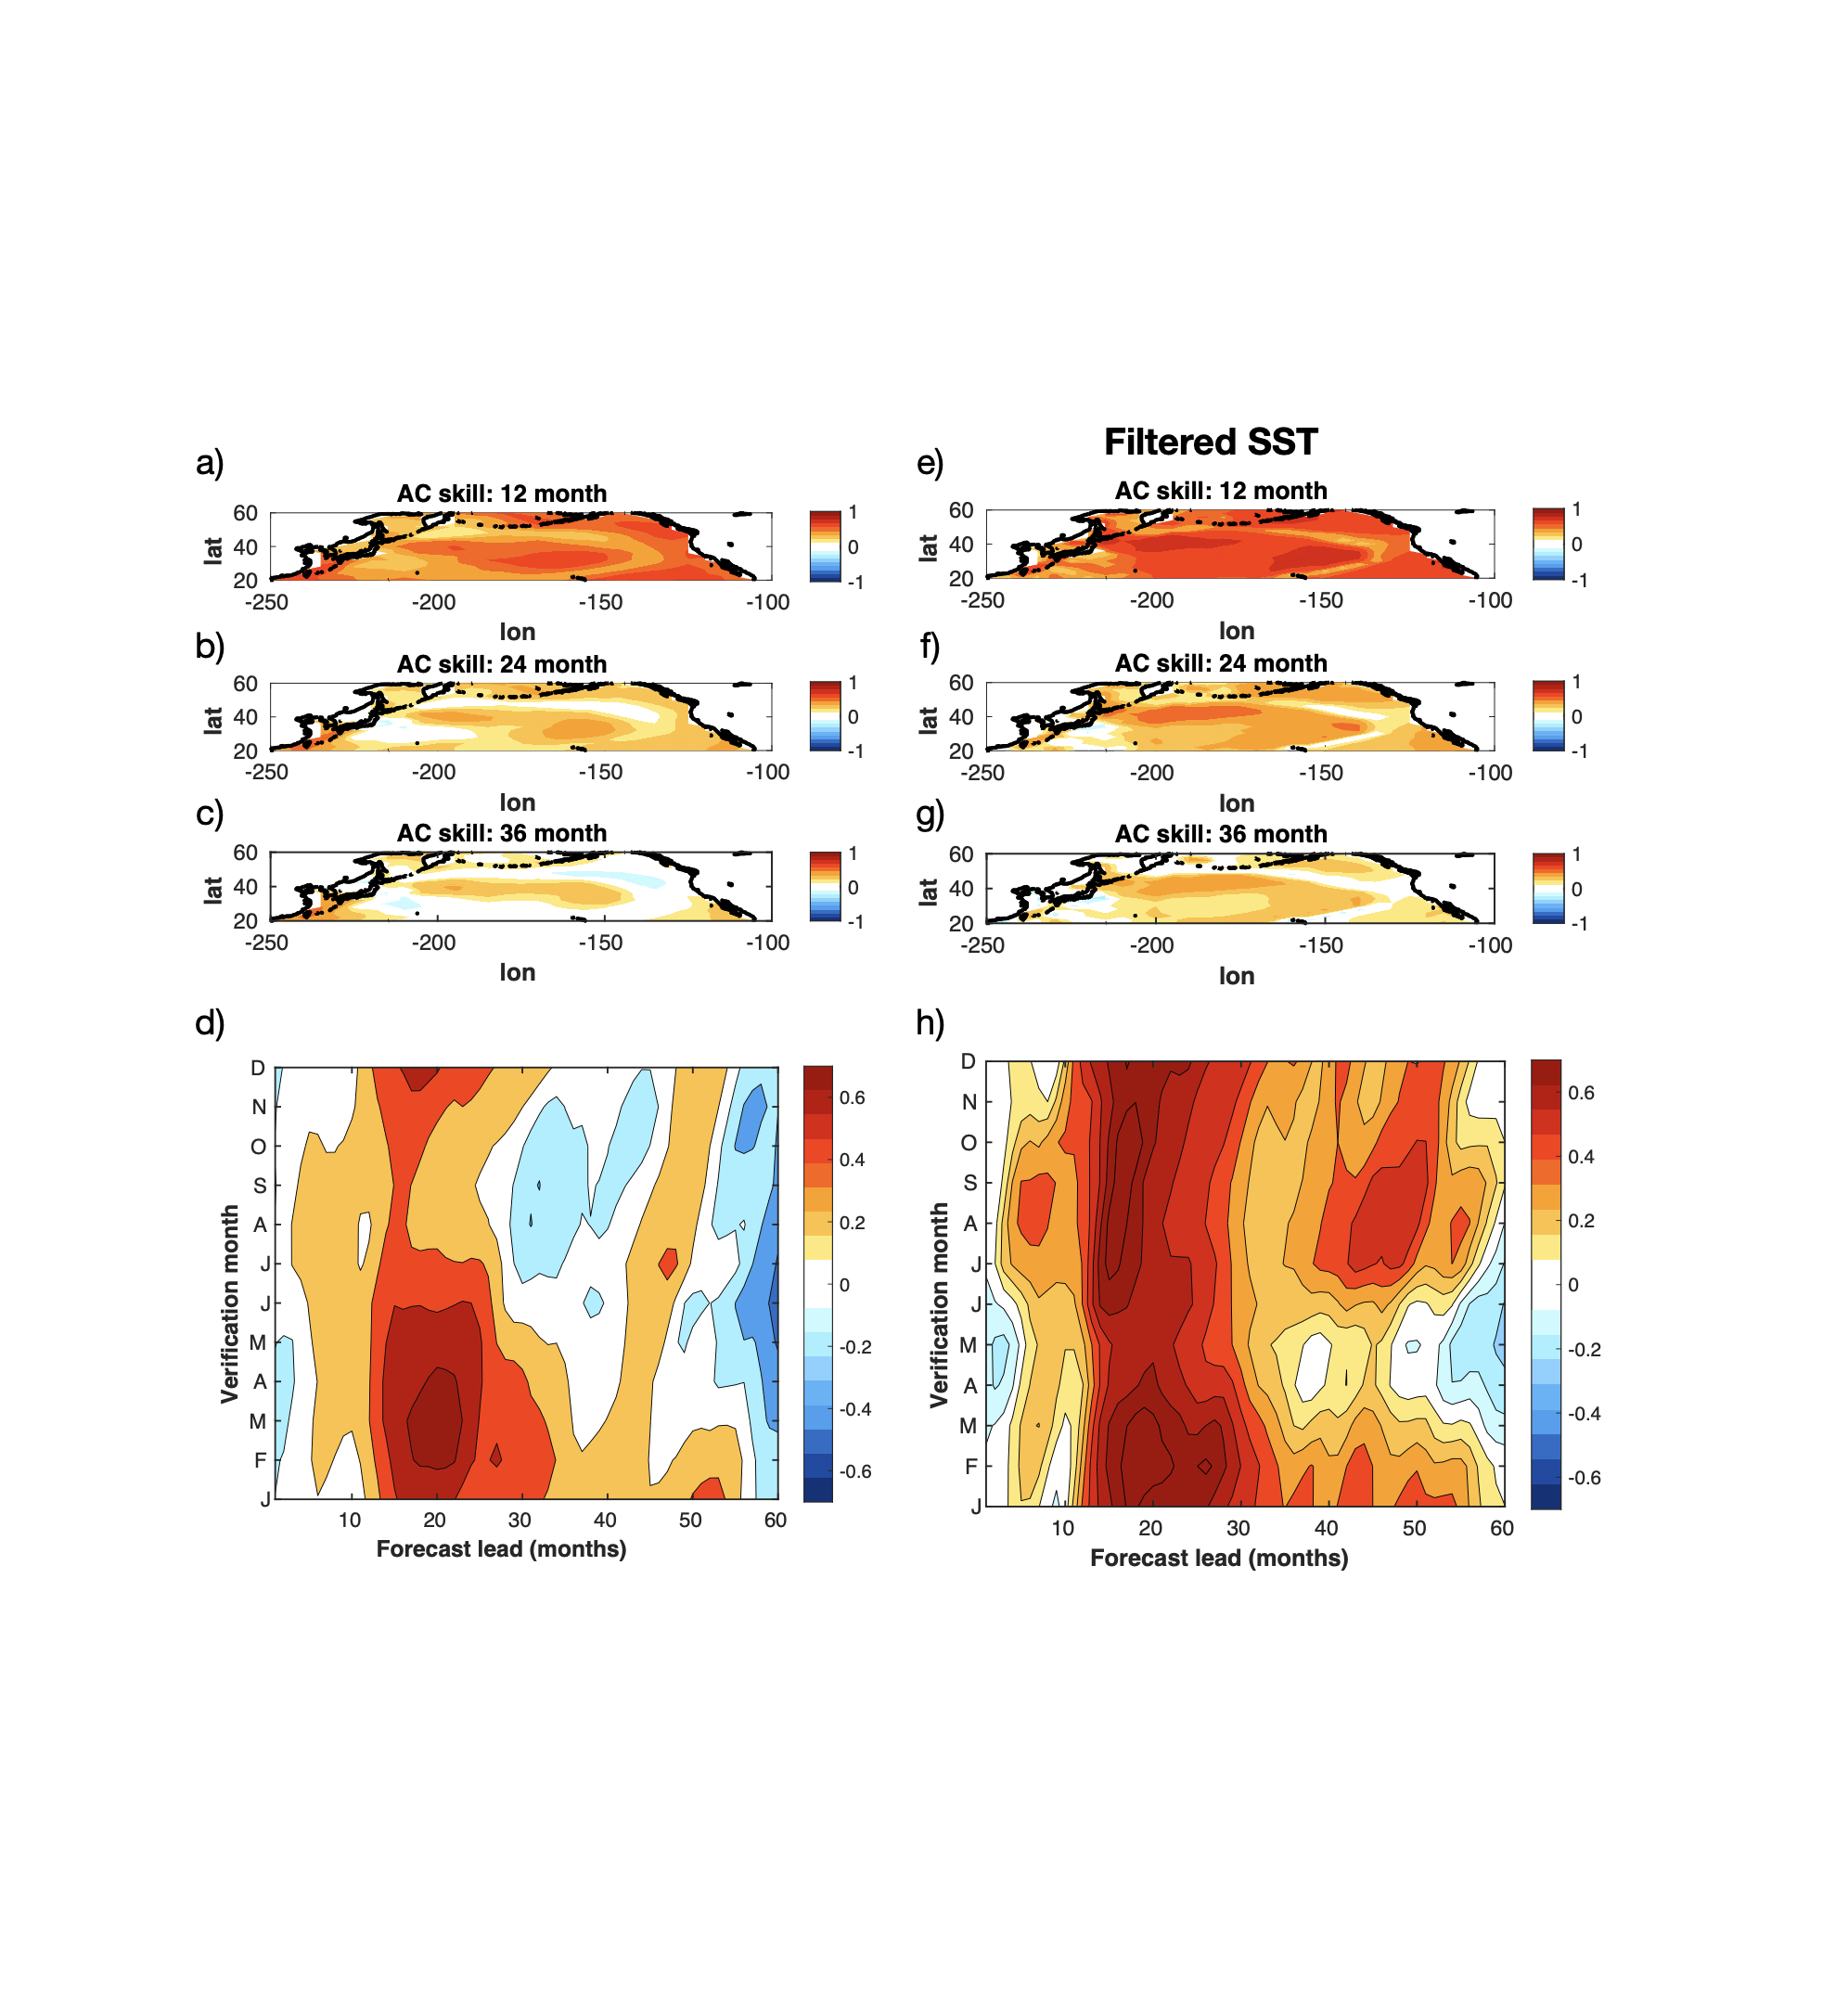 Filtered SST
a)
AC skill: 12 month
60
40
20
lat
-250 -200 -150 -100
lon
1
0
-1
b)
AC skill: 24 month
60
40
20
lat
-250 -200 -150 -100
lon
1
0
-1
c)
AC skill: 36 month
60
40
20
lat
-250 -200 -150 -100
lon
1
0
-1
d)
D
N
O
S
A
J
J
M
A
M
F
J
Verification month
10 20 30 40 50 60
Forecast lead (months)
0.6
0.4
0.2
0
-0.2
-0.4
-0.6
e)
AC skill: 12 month
60
40
20
lat
-250 -200 -150 -100
lon
1
0
-1
f)
AC skill: 24 month
60
40
20
lat
-250 -200 -150 -100
lon
1
0
-1
g)
AC skill: 36 month
60
40
20
lat
-250 -200 -150 -100
lon
1
0
-1
h)
D
N
O
S
A
J
J
M
A
M
F
J
Verification month
10 20 30 40 50 60
Forecast lead (months)
0.6
0.4
0.2
0
-0.2
-0.4
-0.6